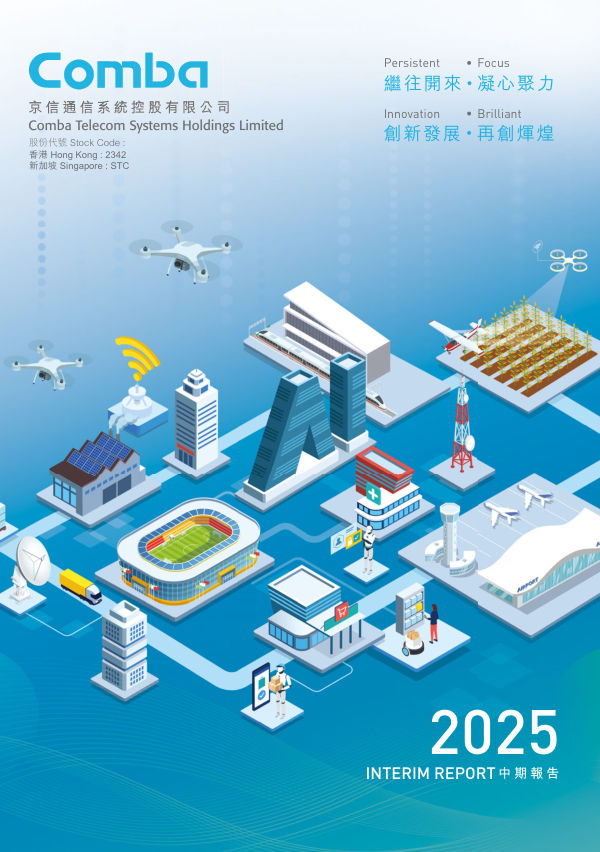 Comba
京信通信系統控股有限公司
Comba Telecom Systems Holdings Limited
股份代號 Stock Code :
香港 Hong Kong : 2342
新加坡 Singapore : STC
Persistent • Focus
繼往開來•凝心聚力
Innovation • Brilliant
創新發展•再創輝煌
AIRPORT
2025
INTERIM REPORT 中期報告